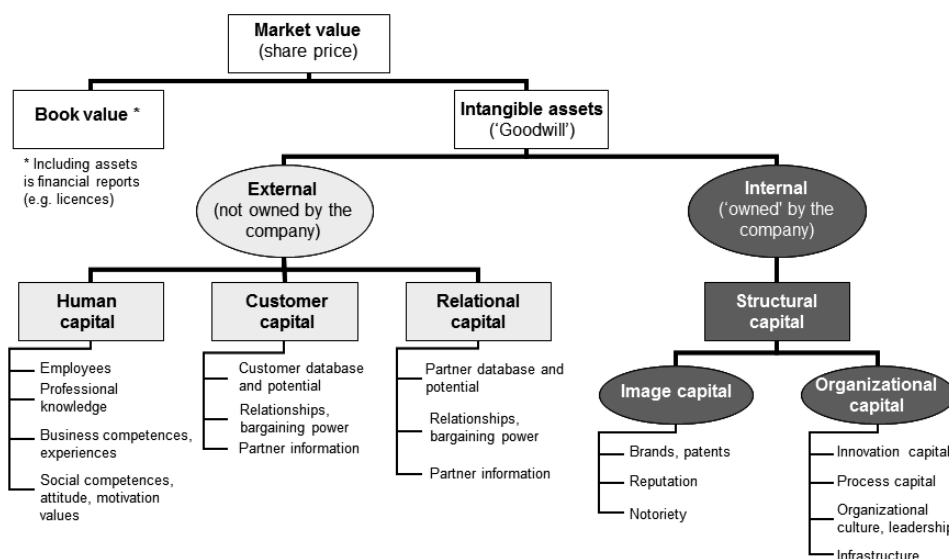 Market value
(share price)
Book value *
Intangible assets
('Goodwill')
* Including assets
is financial reports
(e.g. licences)
External
(not owned by the
company)
Internal
('owned' by the
company)
Human
capital
Customer
capital
Relational
capital
Structural
capital
Employees
Professional
knowledge
Business competences,
experiences
Social competences,
attitude, motivation
values
Customer database
and potential
Relationships,
bargaining power
Partner information
Partner database and
potential
Relationships,
bargaining power
Partner information
Image capital
Organizational
capital
Brands, patents
Reputation
Notoriety
Innovation capital
Process capital
Organizational
culture, leadership
Infrastructure